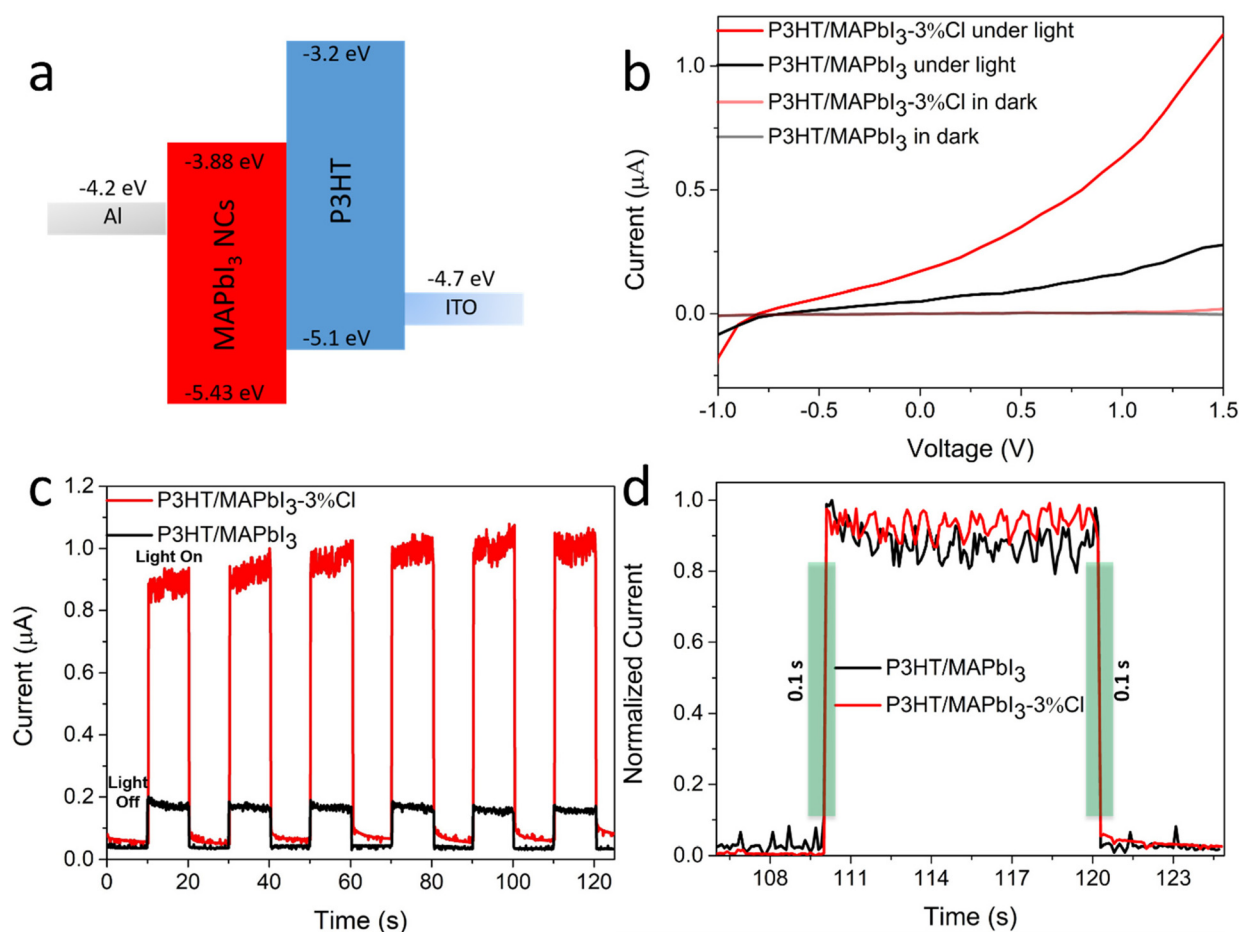 a
-3.2 eV
-3.88 eV
-4.2 eV
Al
MAPbI₃ NCs
P3HT
-4.7 eV
ITO
-5.1 eV
-5.43 eV
b
P3HT/MAPbI₃-3%Cl under light
P3HT/MAPbI₃ under light
P3HT/MAPbI₃-3%Cl in dark
P3HT/MAPbI₃ in dark
Current (μA)
1.0
0.5
0.0
-1.0 -0.5 0.0 0.5 1.0 1.5
Voltage (V)
c
P3HT/MAPbI₃-3%Cl
P3HT/MAPbI₃
Light On
Light
Off
Current (μA)
1.2
1.0
0.8
0.6
0.4
0.2
0.0
0 20 40 60 80 100 120
Time (s)
d
Normalized Current
1.0
0.8
0.6
0.4
0.2
0.0
0.1 s
P3HT/MAPbI₃
P3HT/MAPbI₃-3%Cl
0.1 s
108 111 114 117 120 123
Time (s)